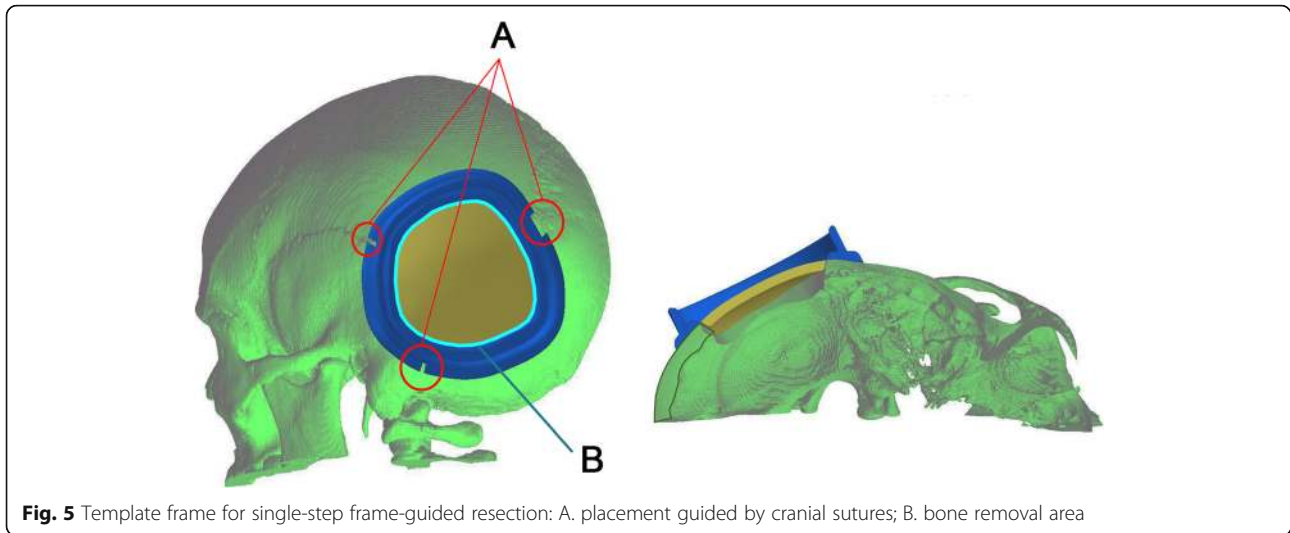 A
B
Fig. 5 Template frame for single-step frame-guided resection: A. placement guided by cranial sutures; B. bone removal area